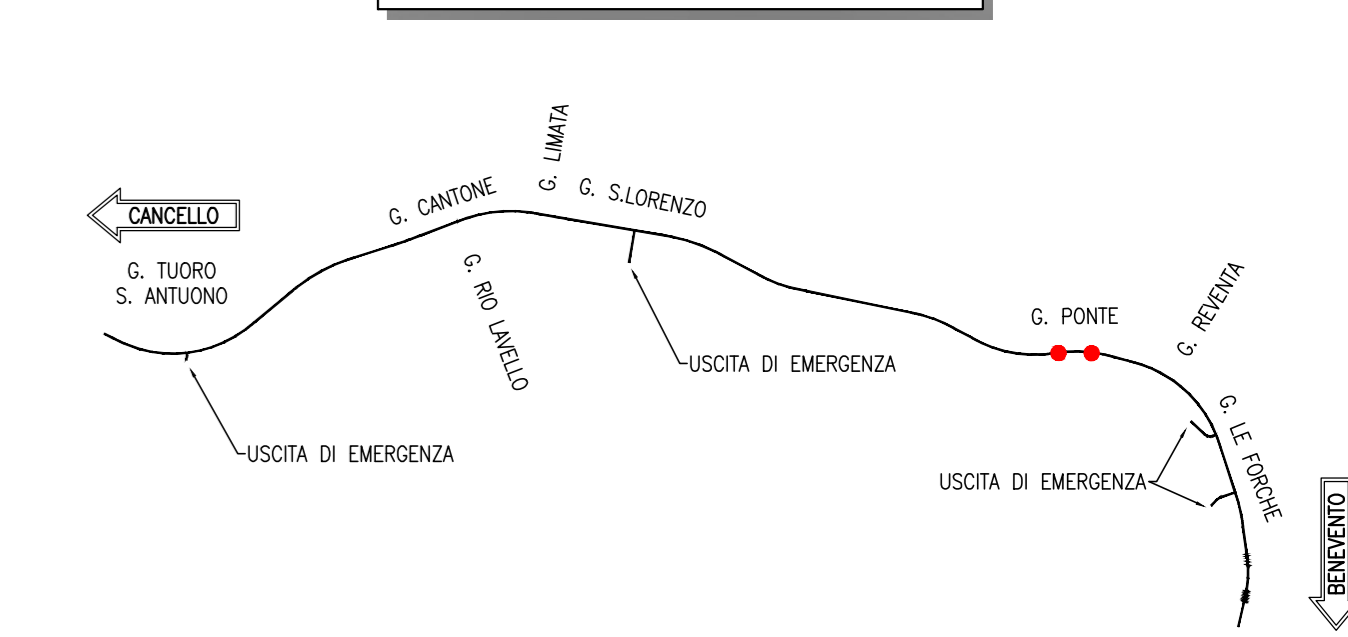 G. LIMATA
G. CANTONE
G. S.LORENZO
CANCELLO
G. TUORO
S. ANTUONO
G. RIO LAVELLO
G. REVENTA
G. PONTE
USCITA DI EMERGENZA
G. LE FORCHE
USCITA DI EMERGENZA
USCITA DI EMERGENZA
BENEVENTO